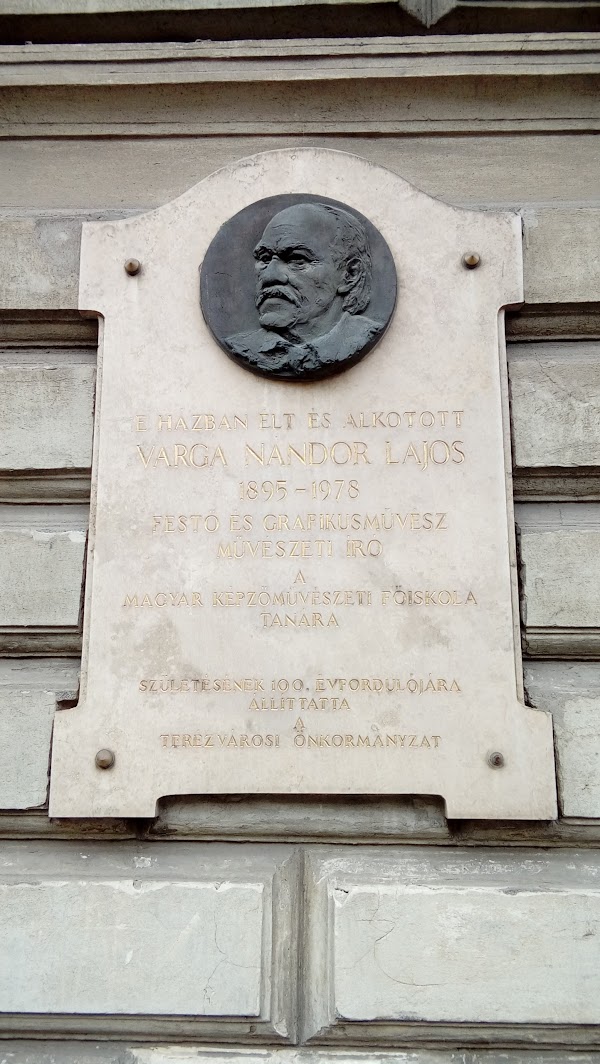 E HÁZBAN ÉLT ÉS ALKOTOTT
VARGA NÁNDOR LAJOS
1895–1978
FESTŐ ÉS GRAFIKUSMŰVÉSZ
MŰVÉSZETI ÍRÓ
A
MAGYAR KÉPZŐMŰVÉSZETI FŐISKOLA
TANÁRA
SZÜLETÉSÉNEK 100. ÉVFORDULÓJÁRA
ÁLLÍTTATTA
A
TERÉZVÁROSI ÖNKORMÁNYZAT